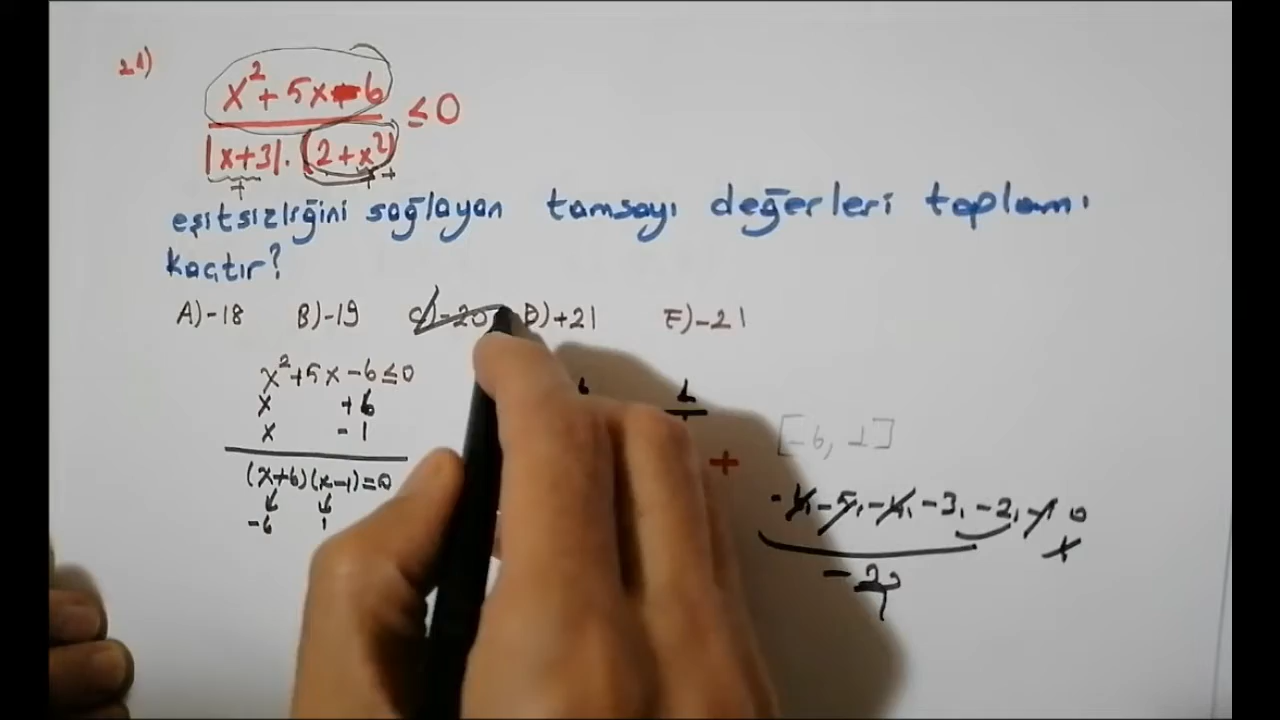 21)
x² + 5x - 6
|x+3| . (2+x²) ≤ 0
eşitsizliğini sağlayan tamsayı değerleri toplamı
kaçtır?
A) -18 B) -19 C) -20 D) +21 E) -21
x² + 5x - 6 ≤ 0
x +6
x -1
(x+6)(x-1)=0
-6 1
+
[-6, 1]
-6, -5, -4, -3, -2, -1 0